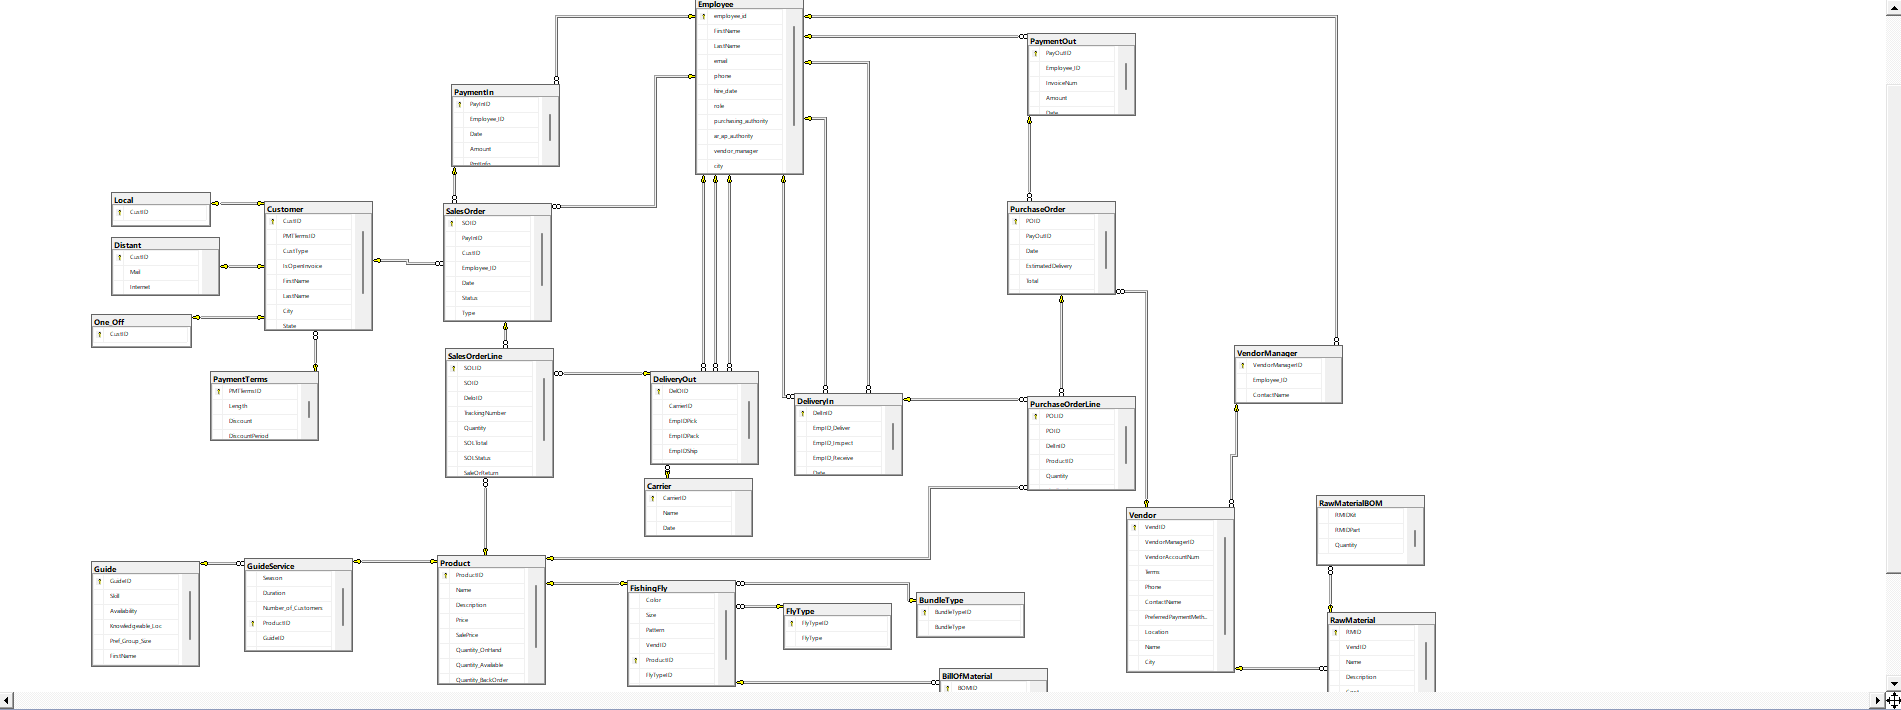 Employee
employee_id
FirstName
LastName
email
phone
hire_date
role
purchasing_authority
ar_ap_authority
vendor_manager
city
PaymentOut
PayOutID
Employee_ID
InvoiceNum
Amount
Date
PaymentIn
PayInID
Employee_ID
Date
Amount
PmtInfo
Local
CustID
Customer
CustID
PMTTermsID
CustType
IsOpenInvoice
FirstName
LastName
City
State
SalesOrder
SOID
PayInID
CustID
Employee_ID
Date
Status
Type
PurchaseOrder
POID
PayOutID
Date
EstimatedDelivery
Total
Distant
CustID
Mail
Internet
One_Off
CustID
PaymentTerms
PMTTermsID
Length
Discount
DiscountPeriod
SalesOrderLine
SOLID
SOID
DeloID
TrackingNumber
Quantity
SOLTotal
SOLStatus
SaleOrReturn
DeliveryOut
DelOID
CarrierID
EmpIDPick
EmpIDPack
EmpIDShip
DeliveryIn
DelInID
EmpID_Deliver
EmpID_Inspect
EmpID_Receive
Date
PurchaseOrderLine
POLID
POID
DelInID
ProductID
Quantity
VendorManager
VendorManagerID
Employee_ID
ContactName
Carrier
CarrierID
Name
Date
Vendor
VendID
VendorManagerID
VendorAccountNum
Terms
Phone
ContactName
PreferredPaymentMeth...
Location
Name
City
RawMaterialBOM
RMIDKit
RMIDPart
Quantity
Guide
GuideID
Skill
Availability
Knowledgeable_Loc
Pref_Group_Size
FirstName
GuideService
Season
Duration
Number_of_Customers
ProductID
GuideID
Product
ProductID
Name
Description
Price
SalePrice
Quantity_OnHand
Quantity_Available
Quantity_BackOrder
FishingFly
Color
Size
Pattern
VendID
ProductID
FlyTypeID
FlyType
FlyTypeID
FlyType
BundleType
BundleTypeID
BundleType
BillOfMaterial
BOMID
RawMaterial
RMID
VendID
Name
Description